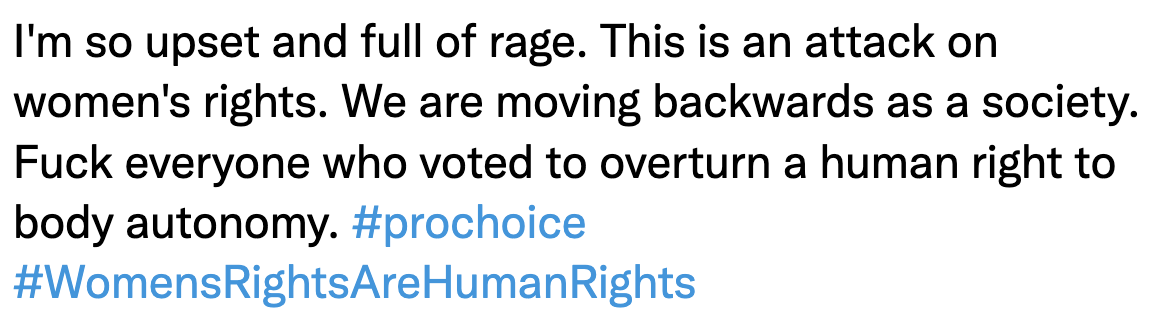 I'm so upset and full of rage. This is an attack on
women's rights. We are moving backwards as a society.
Fuck everyone who voted to overturn a human right to
body autonomy. #prochoice
#WomensRightsAreHumanRights